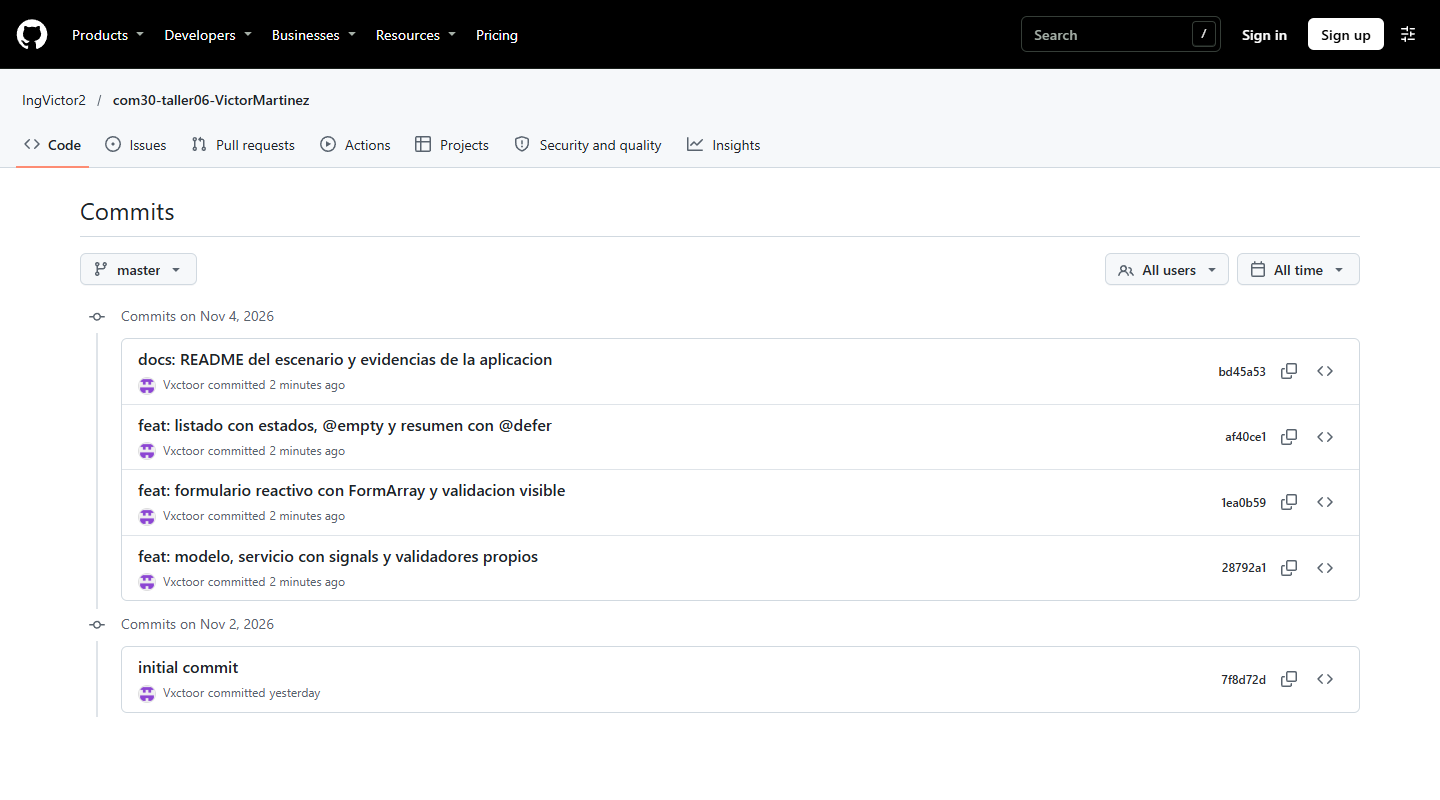 Products Developers Businesses Resources Pricing Search / Sign in Sign up
IngVictor2 / com30-taller06-VictorMartinez
Code Issues Pull requests Actions Projects Security and quality Insights
Commits
master All users All time
Commits on Nov 4, 2026
docs: README del escenario y evidencias de la aplicacion
Vxctoor committed 2 minutes ago
bd45a53
feat: listado con estados, @empty y resumen con @defer
Vxctoor committed 2 minutes ago
af40ce1
feat: formulario reactivo con FormArray y validacion visible
Vxctoor committed 2 minutes ago
1ea0b59
feat: modelo, servicio con signals y validadores propios
Vxctoor committed 2 minutes ago
28792a1
Commits on Nov 2, 2026
initial commit
Vxctoor committed yesterday
7f8d72d